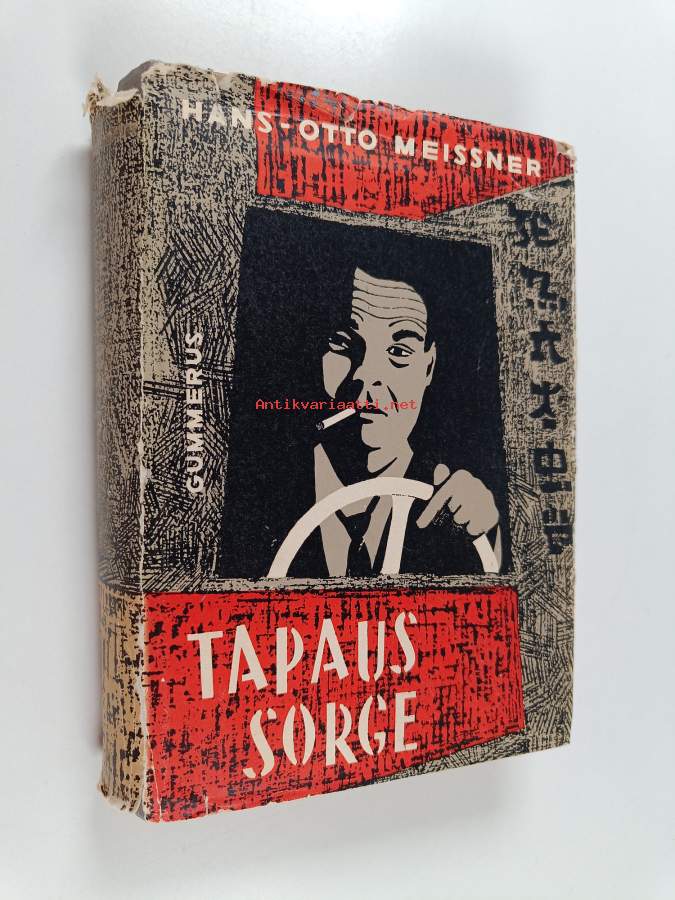 HANS-OTTO MEISSNER
GUMMERUS
Antikvariaatti.net
TAPAUS
SORGE